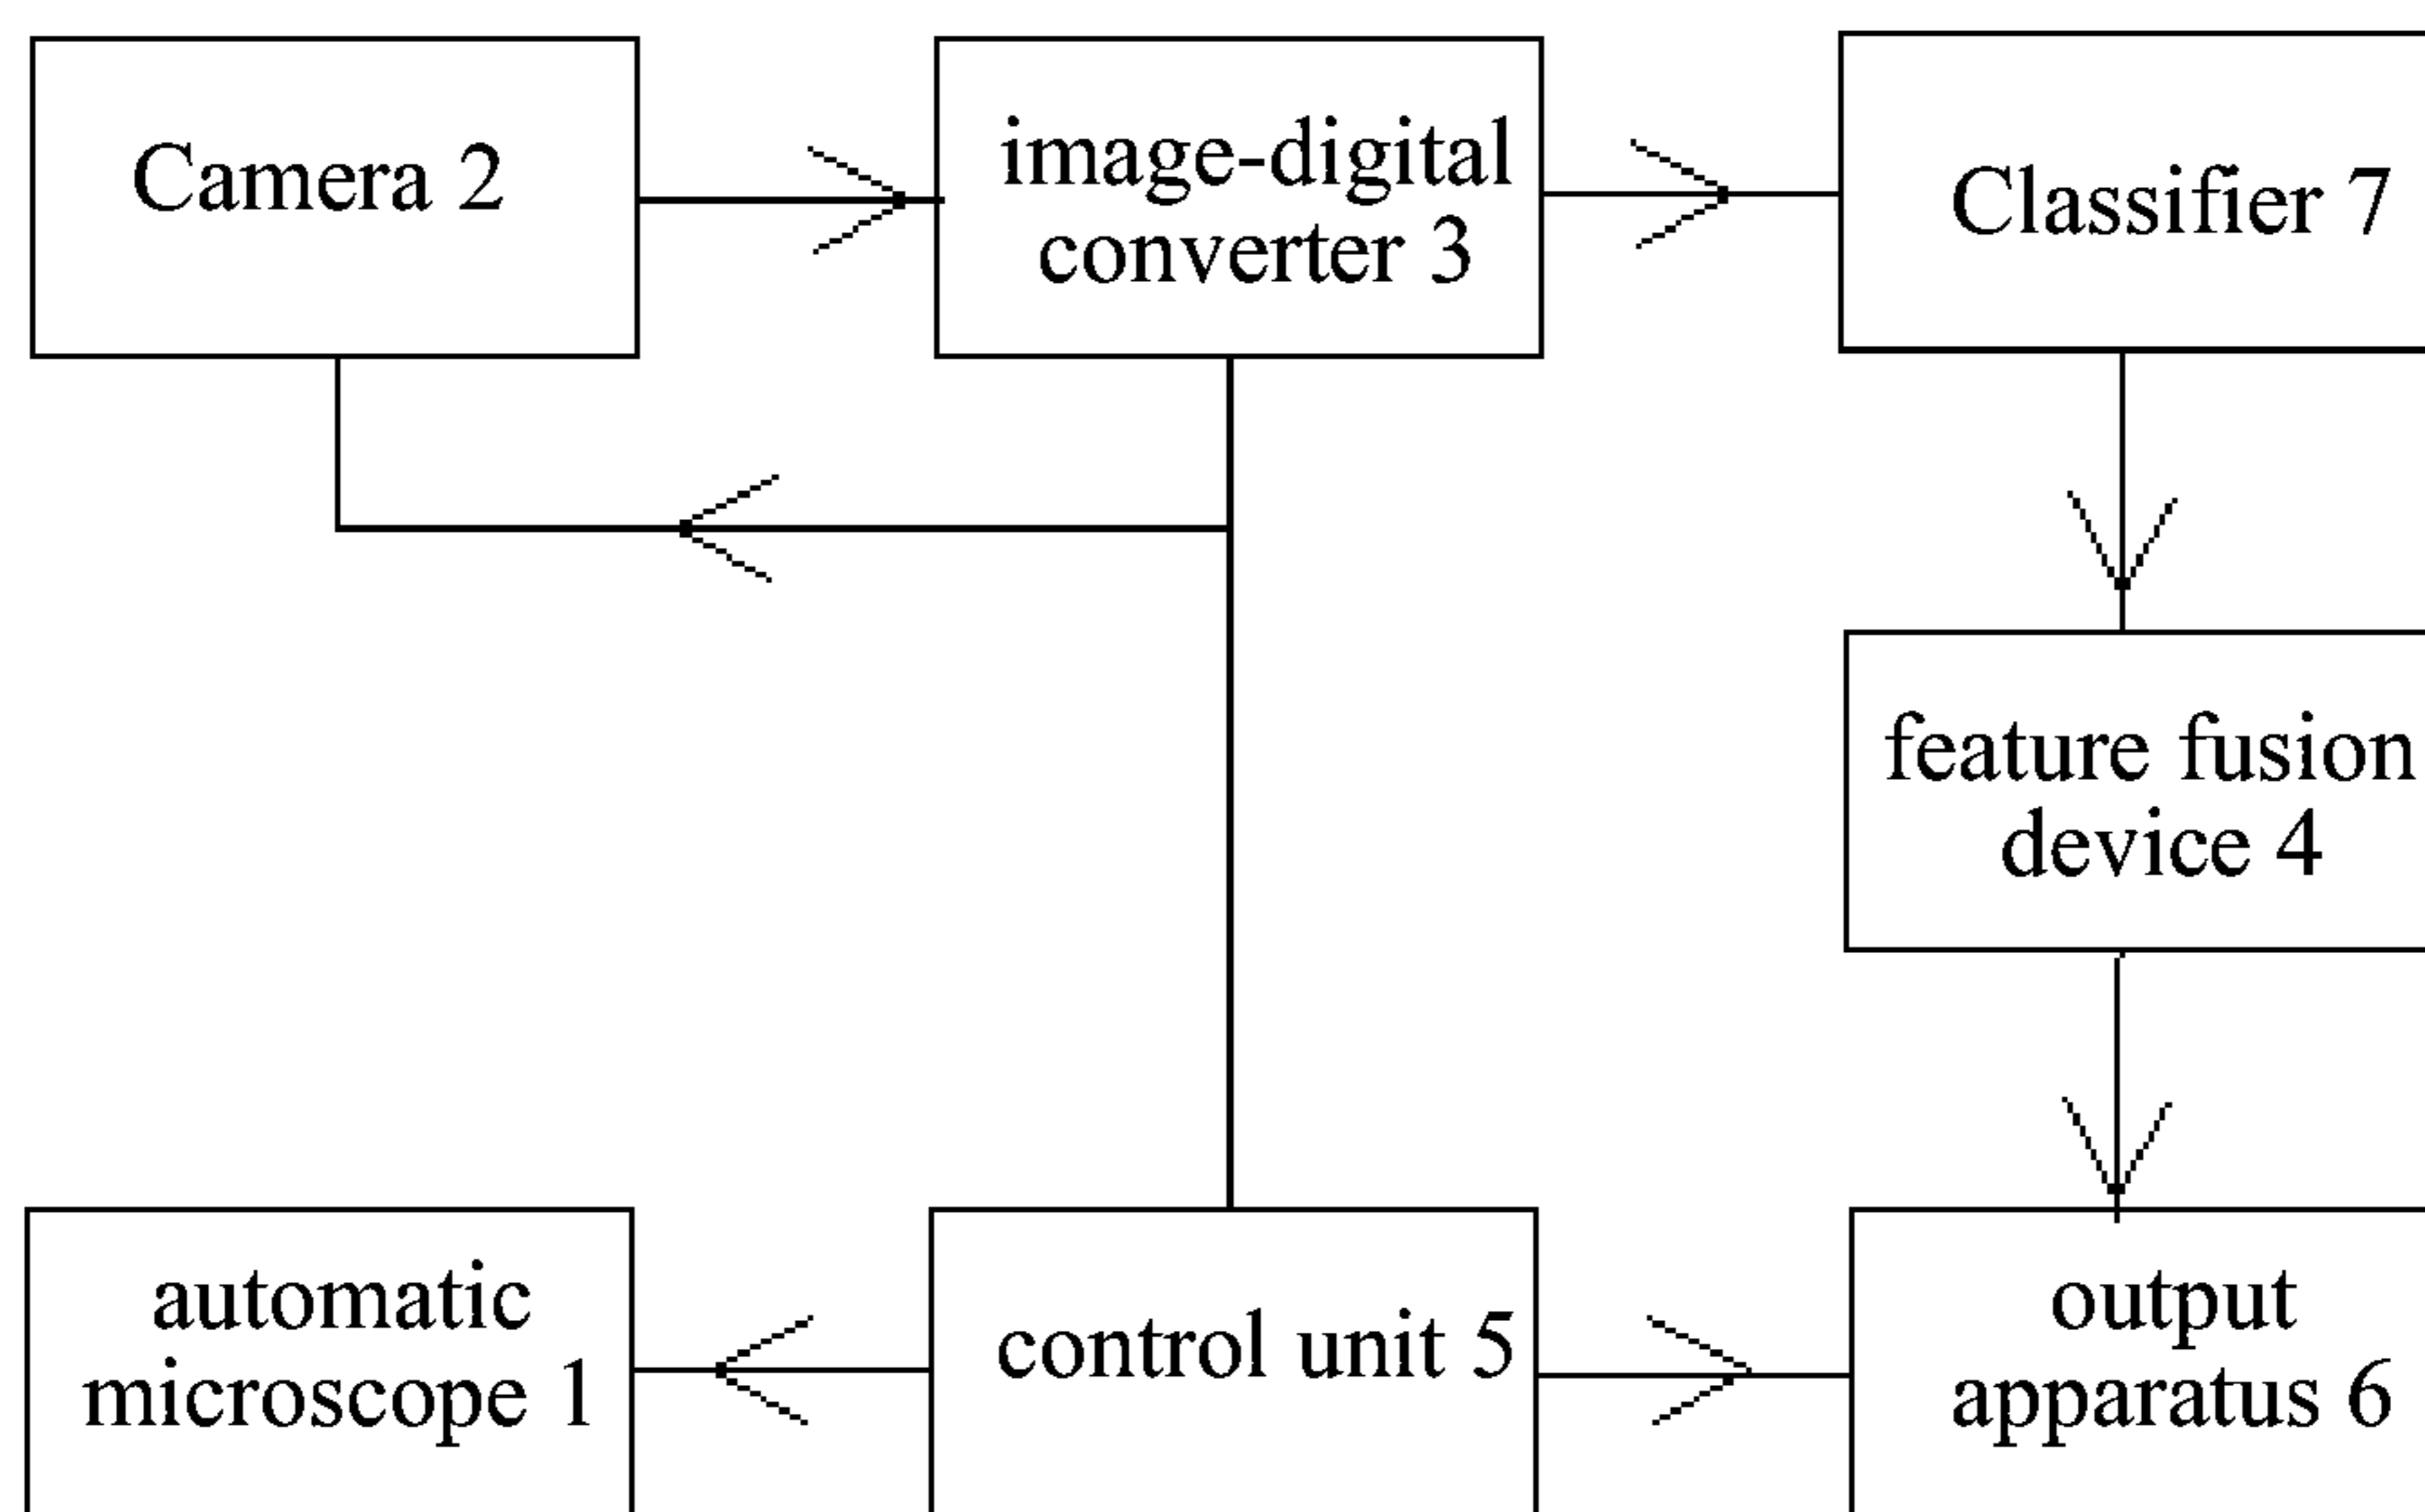 Camera 2
image-digital
converter 3
Classifier 7
feature fusion
device 4
automatic
microscope 1
control unit 5
output
apparatus 6